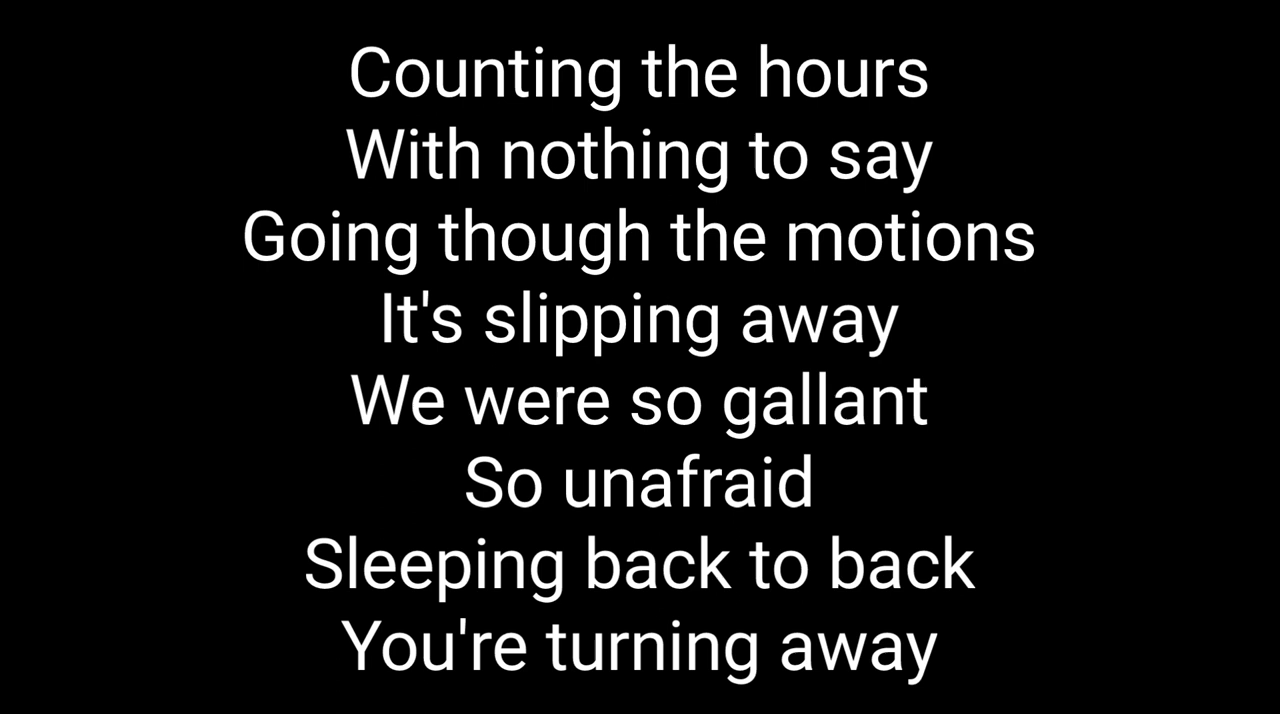 Counting the hours
With nothing to say
Going though the motions
It's slipping away
We were so gallant
So unafraid
Sleeping back to back
You're turning away